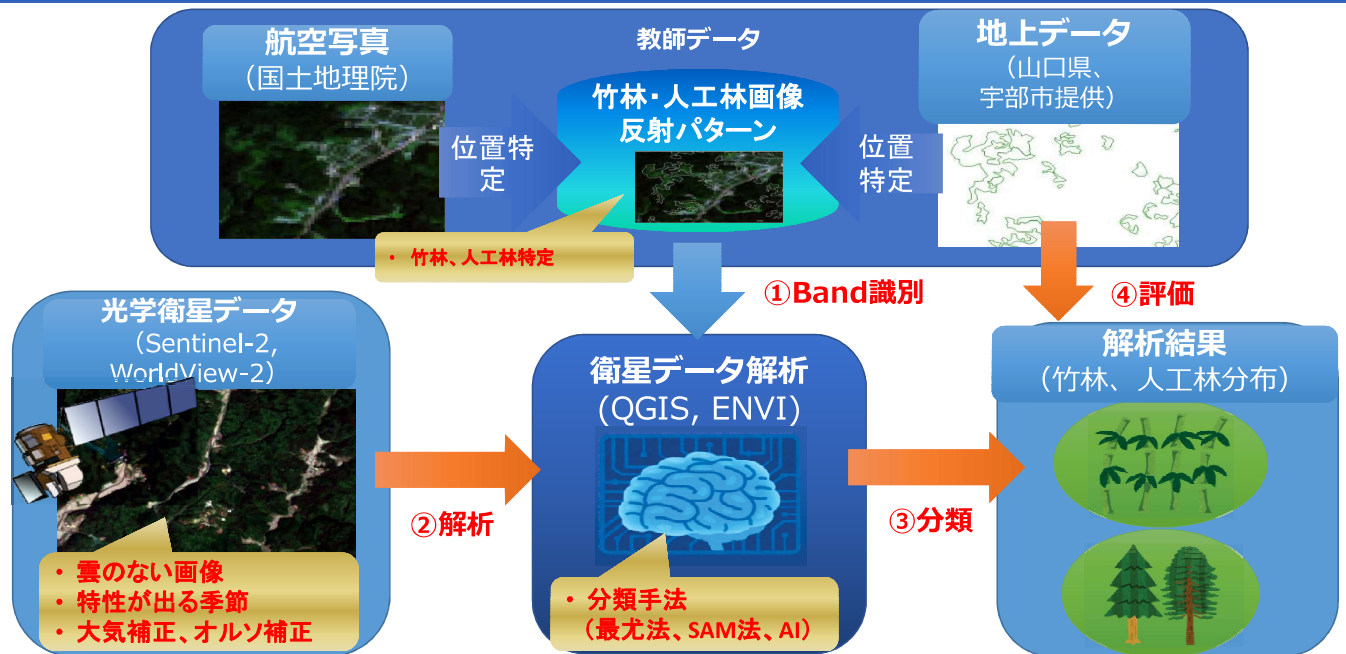 航空写真
（国土地理院）
教師データ
地上データ
（山口県、
宇部市提供）
竹林・人工林画像
反射パターン
位置特
定
位置
特定
・ 竹林、人工林特定
①Band識別
④評価
光学衛星データ
（Sentinel-2,
WorldView-2）
衛星データ解析
(QGIS, ENVI)
解析結果
（竹林、人工林分布）
②解析
③分類
・ 雲のない画像
・ 特性が出る季節
・ 大気補正、オルソ補正
・ 分類手法
（最尤法、SAM法、AI）